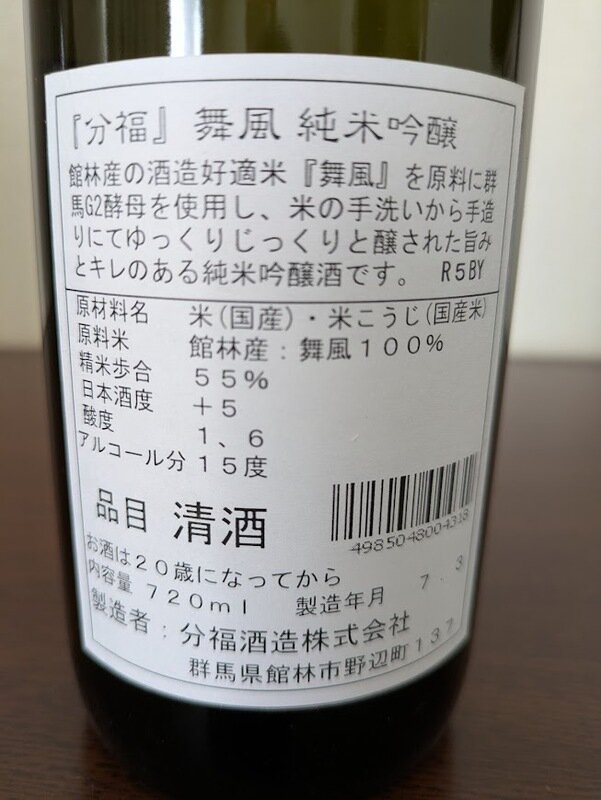 『分福』 舞風 純米吟醸
館林産の酒造好適米『舞風』を原料に群
馬G2酵母を使用し、米の手洗いから手造
りにてゆっくりじっくりと醸された旨み
とキレのある純米吟醸酒です。 R5BY
原材料名 米(国産)・米こうじ(国産米)
原料米 館林産:舞風100%
精米歩合 55%
日本酒度 +5
酸度 1、6
アルコール分 15度
品目 清酒
4985048004318
お酒は20歳になってから
内容量 720ml 製造年月 7.3
製造者:分福酒造株式会社
群馬県館林市野辺町137